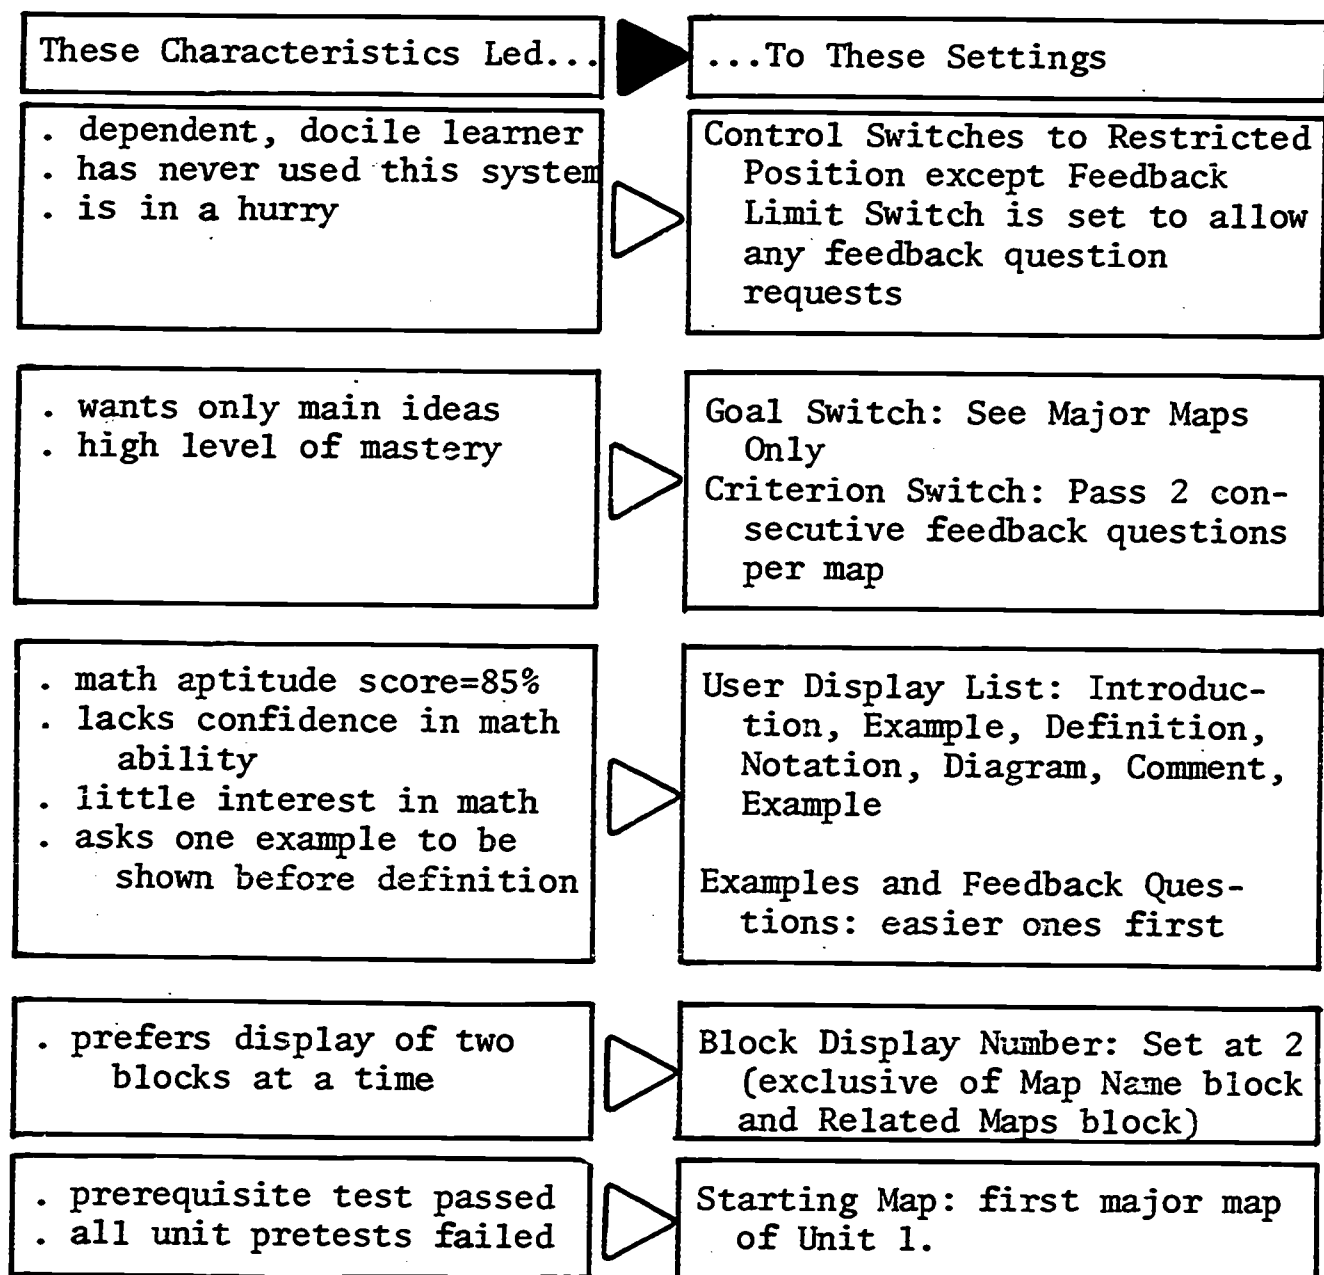 These Characteristics Led...
...To These Settings
. dependent, docile learner
. has never used this system
. is in a hurry
Control Switches to Restricted
Position except Feedback
Limit Switch is set to allow
any feedback question
requests
. wants only main ideas
. high level of mastery
Goal Switch: See Major Maps
Only
Criterion Switch: Pass 2 con-
secutive feedback questions
per map
. math aptitude score=85%
. lacks confidence in math
ability
. little interest in math
. asks one example to be
shown before definition
User Display List: Introduc-
tion, Example, Definition,
Notation, Diagram, Comment,
Example
Examples and Feedback Ques-
tions: easier ones first
. prefers display of two
blocks at a time
Block Display Number: Set at 2
(exclusive of Map Name block
and Related Maps block)
. prerequisite test passed
. all unit pretests failed
Starting Map: first major map
of Unit 1.